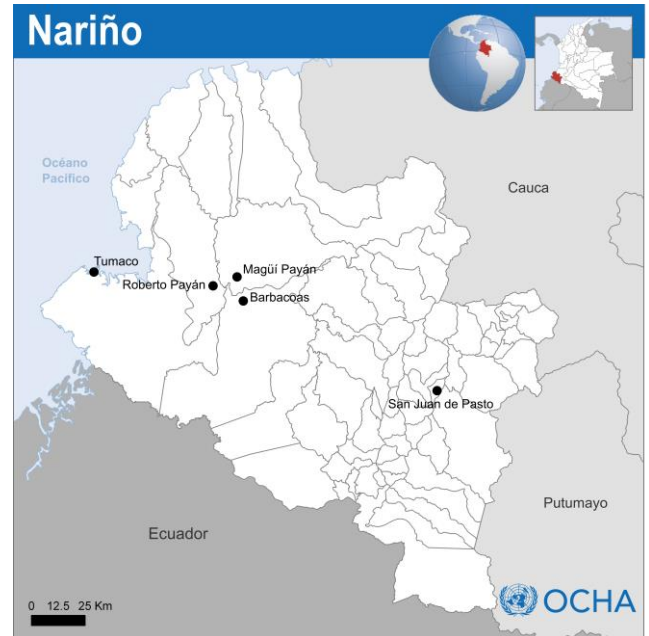 Nariño
Océano
Pacífico
Cauca
Tumaco
Magüí Payán
Roberto Payán
Barbacoas
San Juan de Pasto
Putumayo
Ecuador
0 12.5 25 Km
OCHA